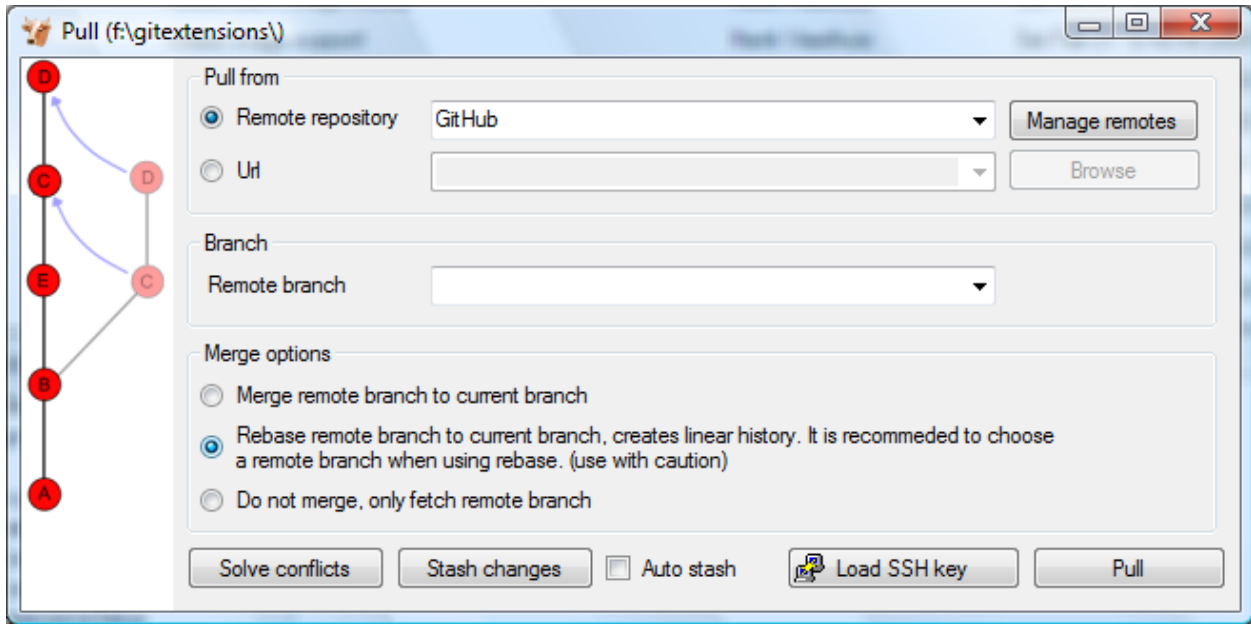 Pull (f:\gitextensions\)
D
D
C
C
E
B
A
Pull from
Remote repository
GitHub
Manage remotes
Url
Browse
Branch
Remote branch
Merge options
Merge remote branch to current branch
Rebase remote branch to current branch, creates linear history. It is recommeded to choose
a remote branch when using rebase. (use with caution)
Do not merge, only fetch remote branch
Solve conflicts
Stash changes
Auto stash
Load SSH key
Pull